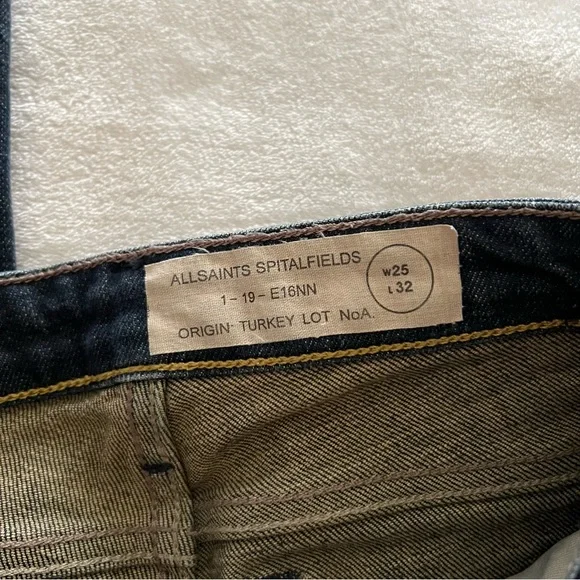 ALLSAINTS SPITALFIELDS
1-19-E16NN
ORIGIN TURKEY LOT NoA.
W25
L32